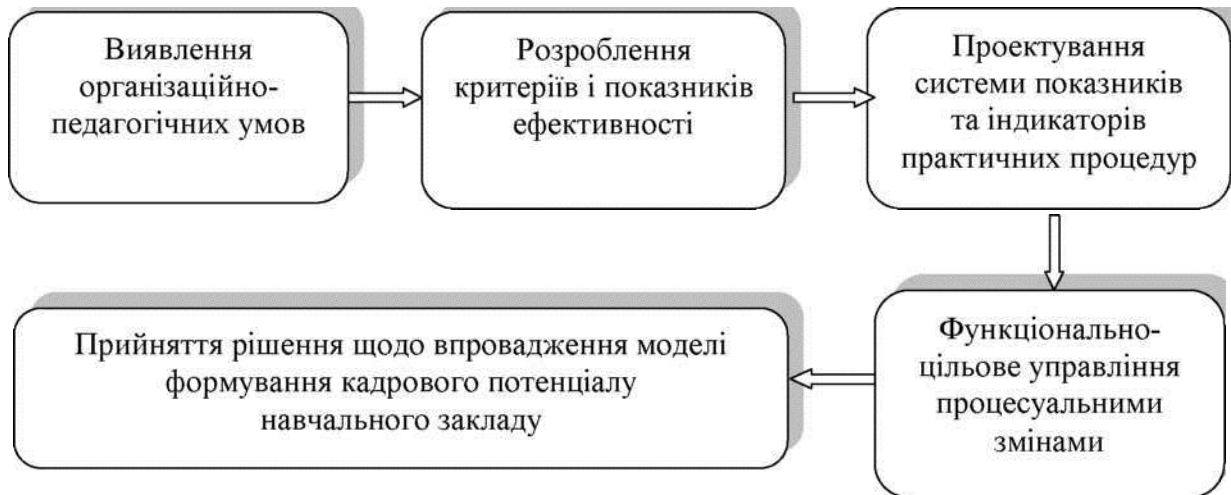 Виявлення
організаційно-
педагогічних умов
Розроблення
критеріїв і показників
ефективності
Проектування
системи показників
та індикаторів
практичних процедур
Функціонально-
цільове управління
процесуальними
змінами
Прийняття рішення щодо впровадження моделі
формування кадрового потенціалу
навчального закладу